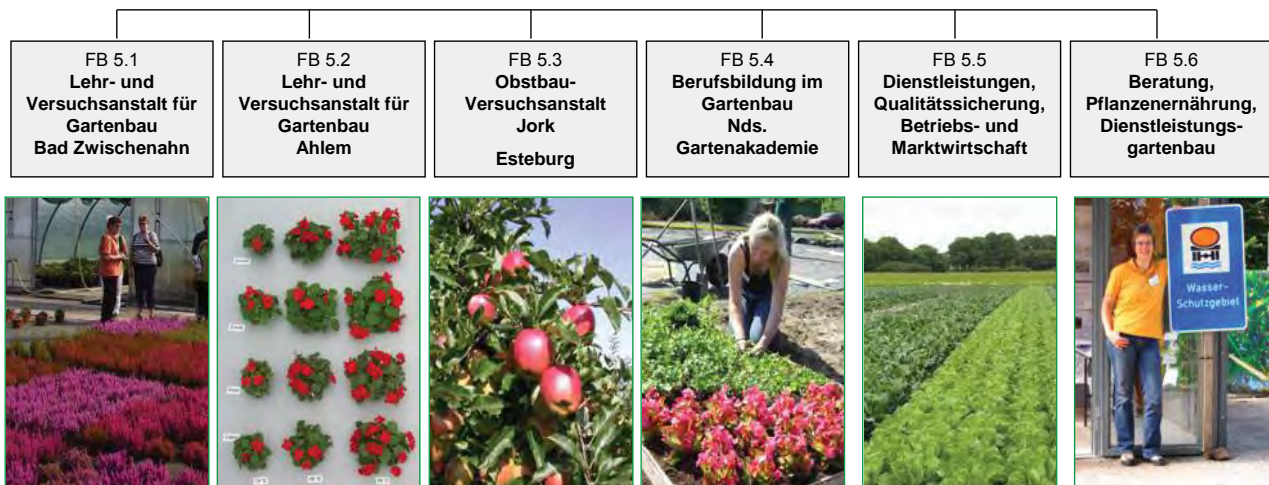 FB 5.1
Lehr- und
Versuchsanstalt für
Gartenbau
Bad Zwischenahn
FB 5.2
Lehr- und
Versuchsanstalt für
Gartenbau
Ahlem
FB 5.3
Obstbau-
Versuchsanstalt
Jork
Esteburg
FB 5.4
Berufsbildung im
Gartenbau
Nds.
Gartenakademie
FB 5.5
Dienstleistungen,
Qualitätssicherung,
Betriebs- und
Marktwirtschaft
FB 5.6
Beratung,
Pflanzenernährung,
Dienstleistungs-
gartenbau
Wasser-
Schutzgebiet